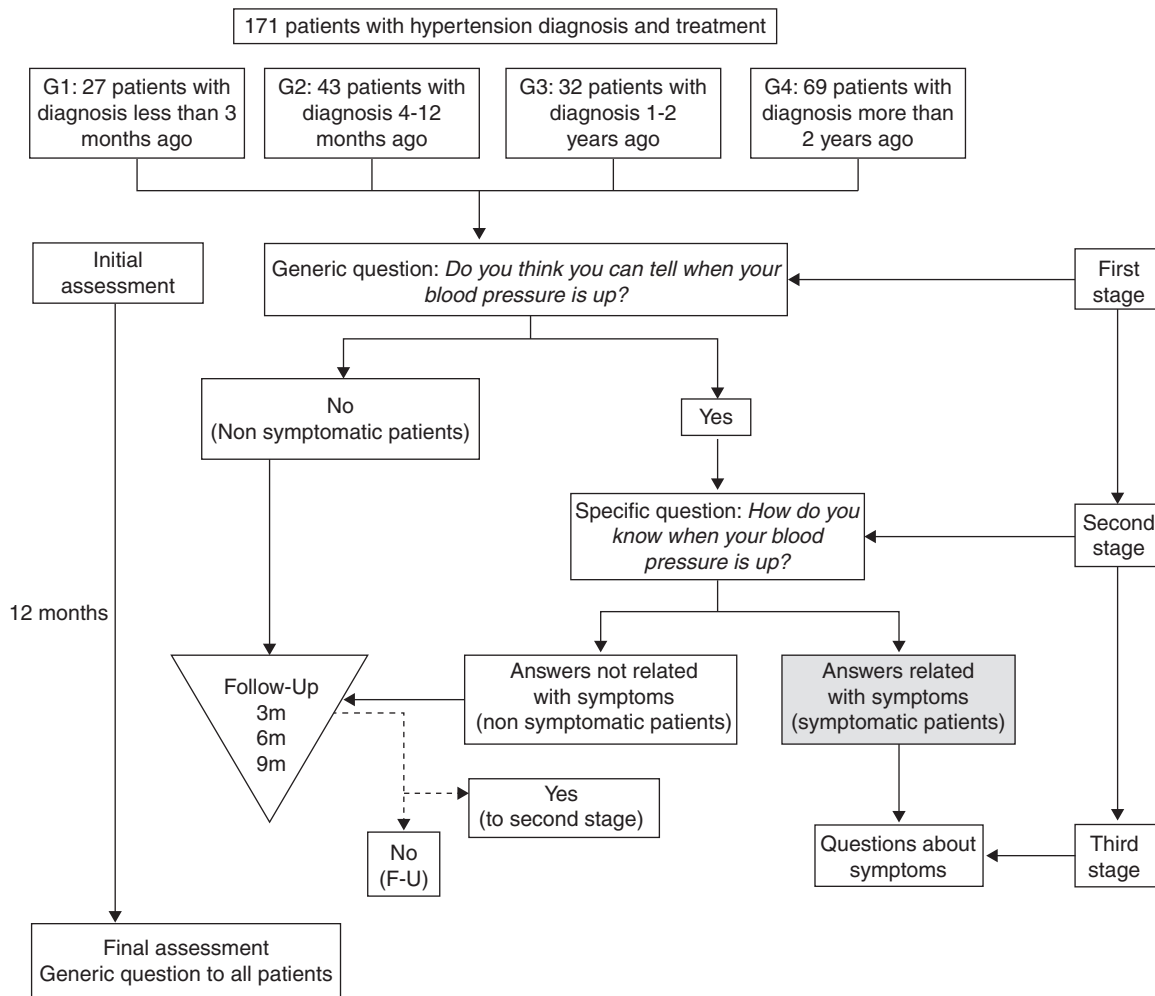 171 patients with hypertension diagnosis and treatment
G1: 27 patients with
diagnosis less than 3
months ago
G2: 43 patients with
diagnosis 4-12
months ago
G3: 32 patients with
diagnosis 1-2
years ago
G4: 69 patients with
diagnosis more than
2 years ago
Initial
assessment
Generic question: Do you think you can tell when your
blood pressure is up?
First
stage
No
(Non symptomatic patients)
Yes
Specific question: How do you
know when your blood
pressure is up?
Second
stage
12 months
Follow-Up
3m
6m
9m
Answers not related
with symptoms
(non symptomatic patients)
Answers related
with symptoms
(symptomatic patients)
Yes
(to second stage)
No
(F-U)
Questions about
symptoms
Third
stage
Final assessment
Generic question to all patients